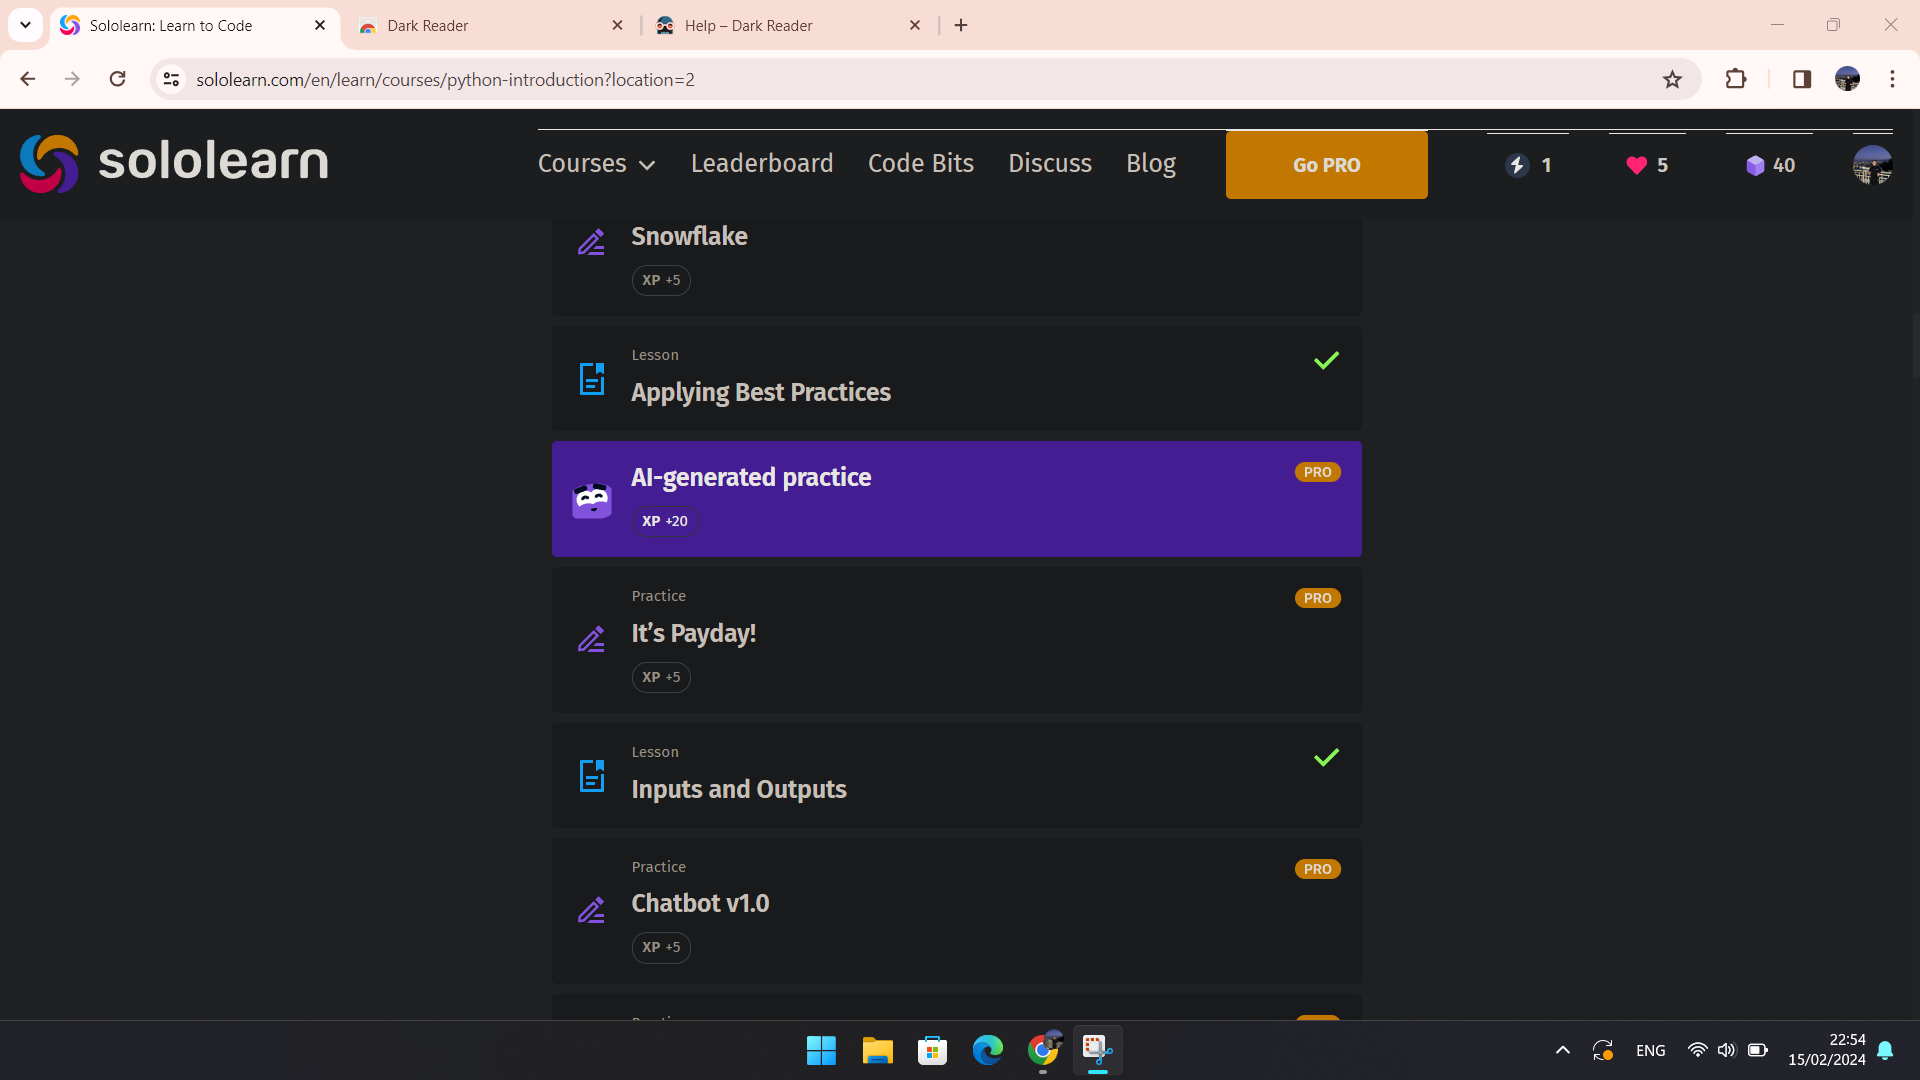 Sololearn: Learn to Code
Dark Reader
Help – Dark Reader
sololearn.com/en/learn/courses/python-introduction?location=2
sololearn
Courses
Leaderboard
Code Bits
Discuss
Blog
Go PRO
1
5
40
Snowflake
XP +5
Lesson
Applying Best Practices
AI-generated practice
PRO
XP +20
Practice
PRO
It’s Payday!
XP +5
Lesson
Inputs and Outputs
Practice
PRO
Chatbot v1.0
XP +5
ENG
22:54
15/02/2024